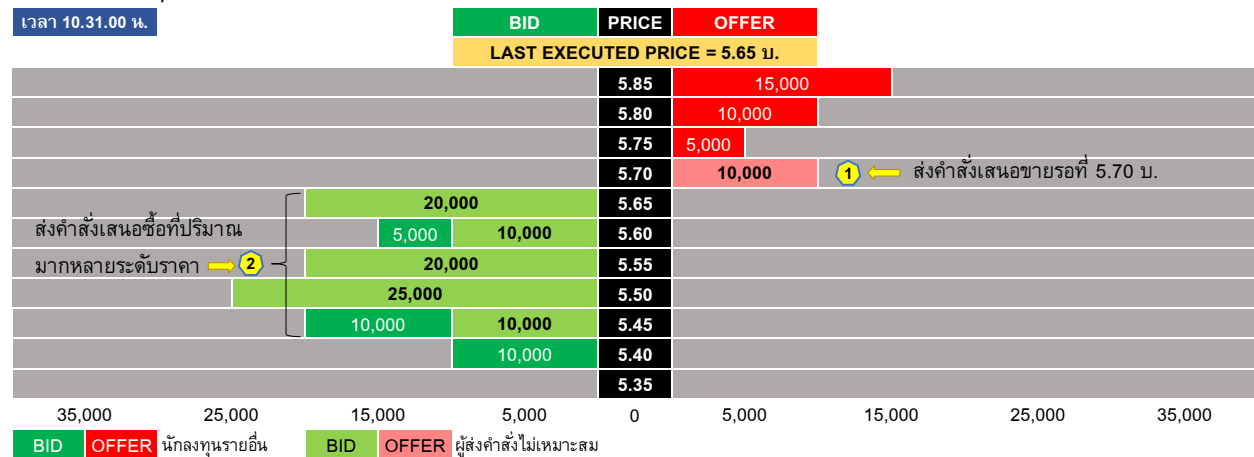 เวลา 10.31.00 น.
BID PRICE OFFER
LAST EXECUTED PRICE = 5.65 บ.
5.85 15,000
5.80 10,000
5.75 5,000
5.70 10,000 1 ส่งคำสั่งเสนอขายรอที่ 5.70 บ.
20,000 5.65
ส่งคำสั่งเสนอซื้อที่ปริมาณ 5,000 10,000 5.60
มากหลายระดับราคา 2 20,000 5.55
25,000 5.50
10,000 10,000 5.45
10,000 5.40
5.35
35,000 25,000 15,000 5,000 0 5,000 15,000 25,000 35,000
BID OFFER นักลงทุนรายอื่น BID OFFER ผู้ส่งคำสั่งไม่เหมาะสม